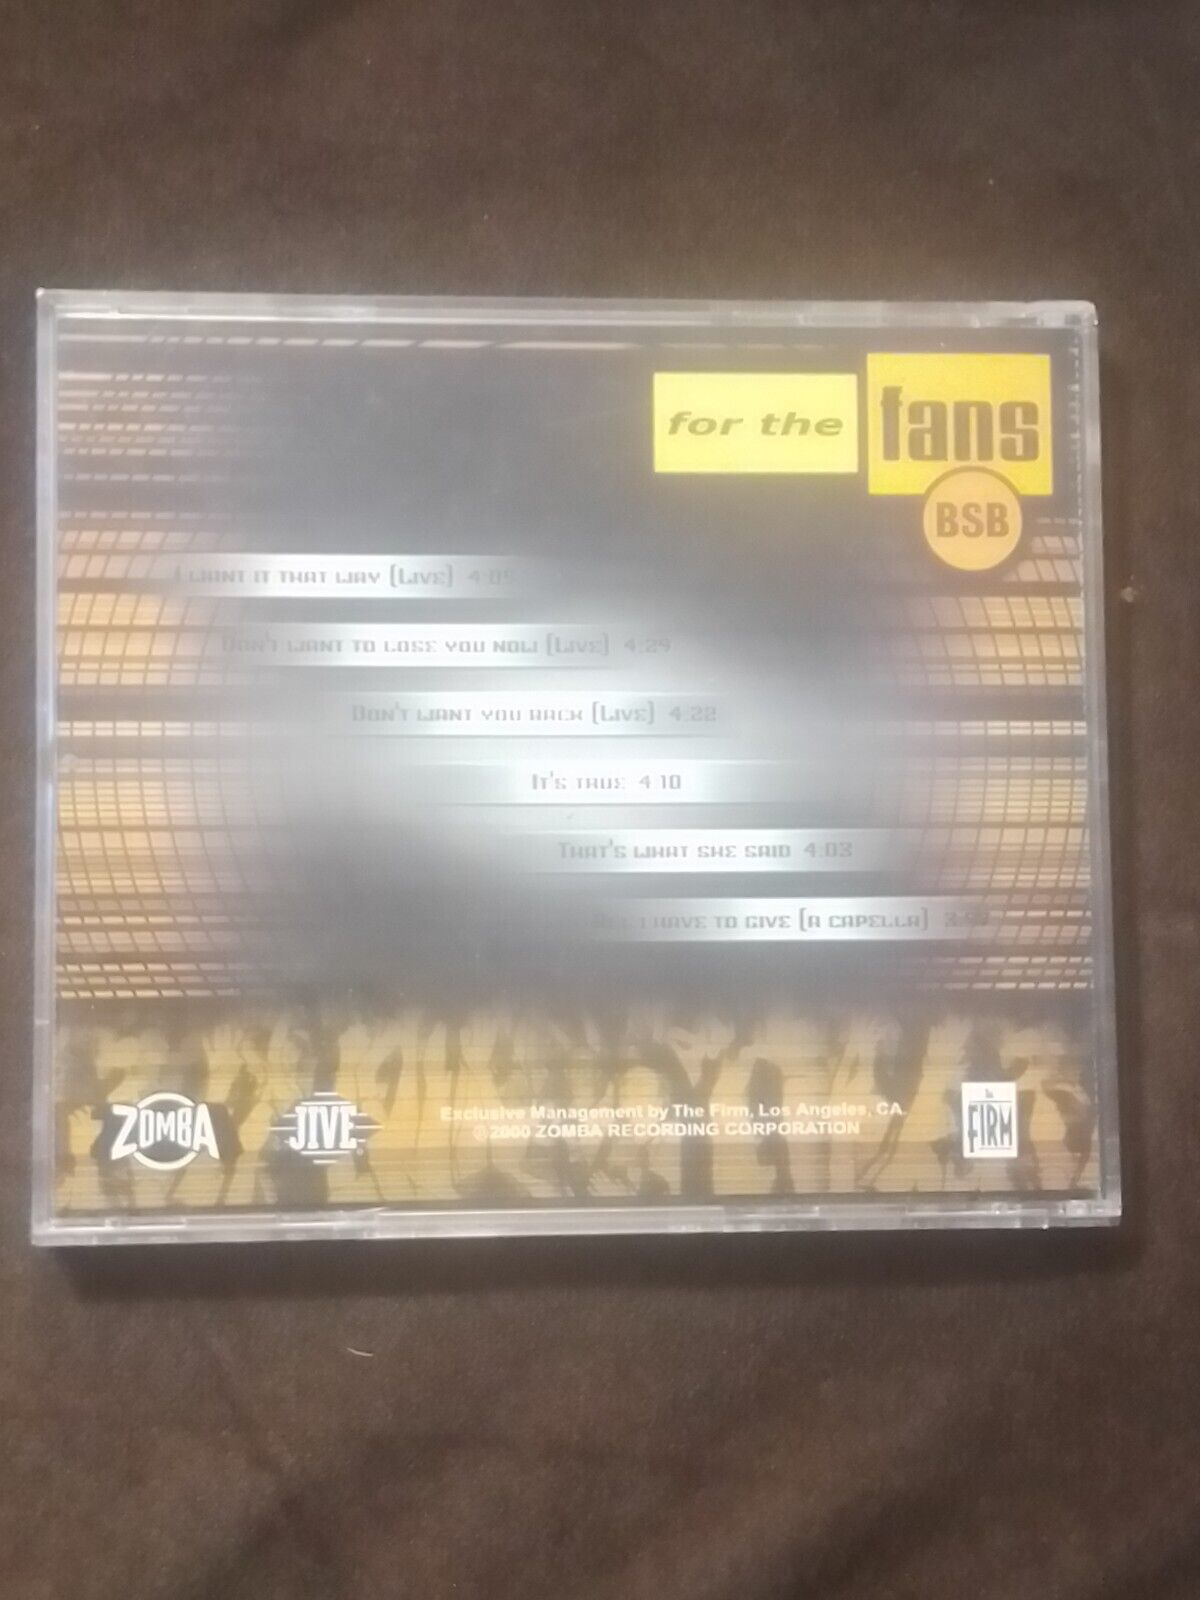 for the fans
BSB
I WANT IT THAT WAY (LIVE) 4:05
DON'T WANT TO LOSE YOU NOW (LIVE) 4:29
DON'T WANT YOU BACK (LIVE) 4:22
IT'S TRUE 4:10
THAT'S WHAT SHE SAID 4:03
ALL I HAVE TO GIVE (A CAPELLA)
ZOMBA
JIVE
Exclusive Management by The Firm, Los Angeles, CA.
2000 ZOMBA RECORDING CORPORATION
FIRM